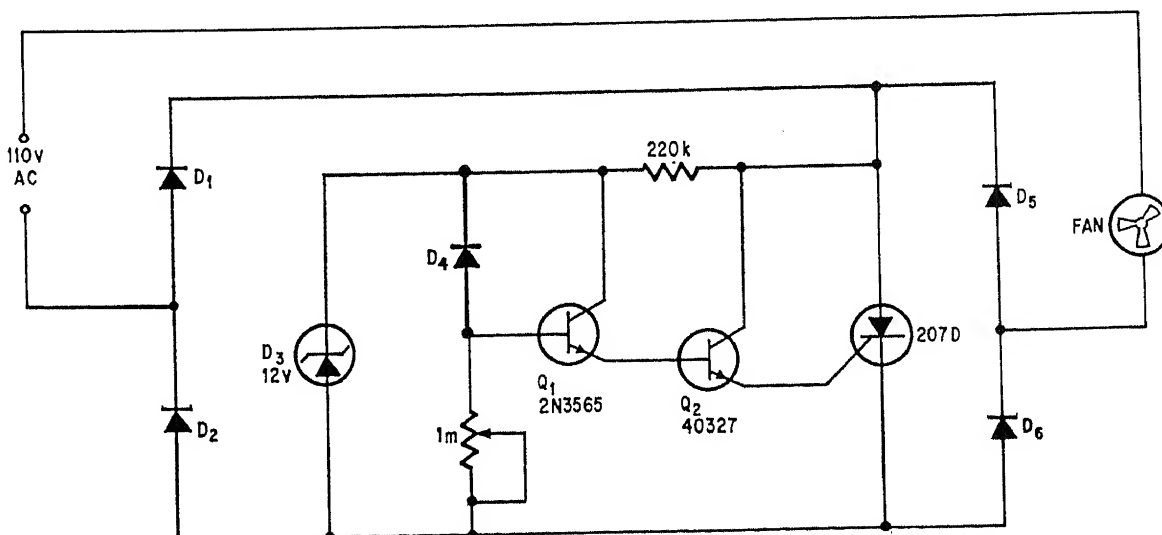 110v
AC
D1
220k
D5
FAN
D4
D3
12V
Q1
2N3565
Q2
40327
207D
D2
1m
D6